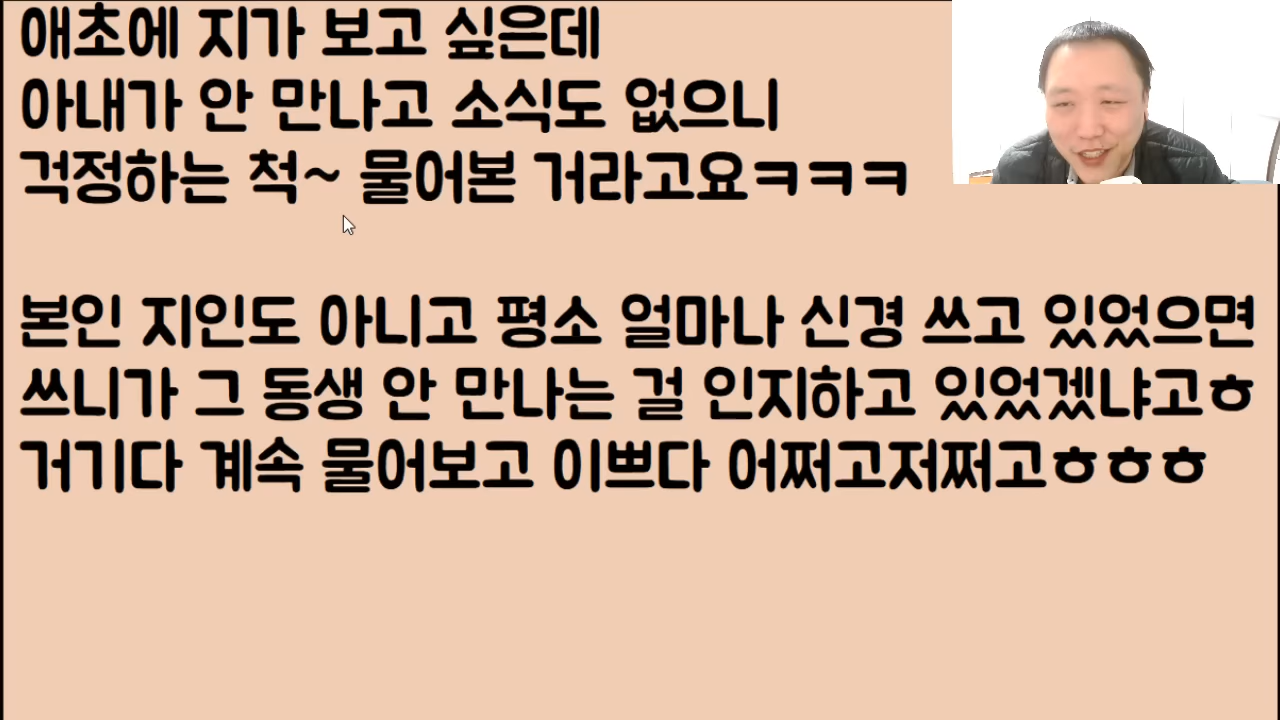 애초에 지가 보고 싶은데
아내가 안 만나고 소식도 없으니
걱정하는 척~ 물어본 거라고요ㅋㅋㅋ
본인 지인도 아니고 평소 얼마나 신경 쓰고 있었으면
쓰니가 그 동생 안 만나는 걸 인지하고 있었겠냐고ㅎ
거기다 계속 물어보고 이쁘다 어쩌고저쩌고ㅎㅎㅎ